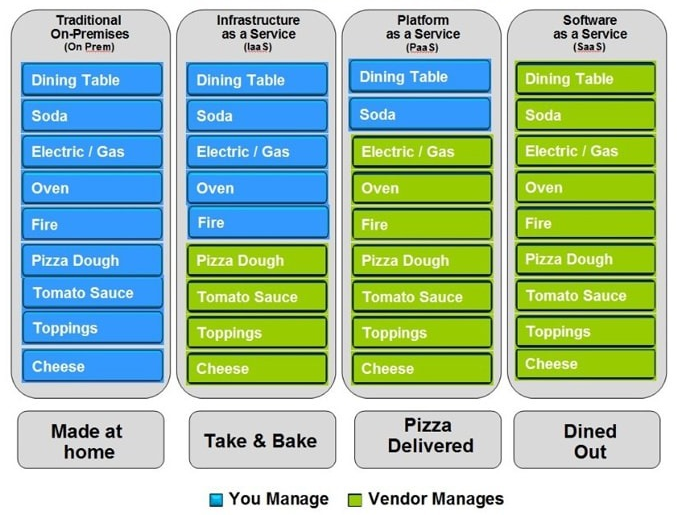 Traditional
On-Premises
(On Prem)
Dining Table
Soda
Electric / Gas
Oven
Fire
Pizza Dough
Tomato Sauce
Toppings
Cheese
Made at
home
Infrastructure
as a Service
(IaaS)
Dining Table
Soda
Electric / Gas
Oven
Fire
Pizza Dough
Tomato Sauce
Toppings
Cheese
Take & Bake
Platform
as a Service
(PaaS)
Dining Table
Soda
Electric / Gas
Oven
Fire
Pizza Dough
Tomato Sauce
Toppings
Cheese
Pizza
Delivered
Software
as a Service
(SaaS)
Dining Table
Soda
Electric / Gas
Oven
Fire
Pizza Dough
Tomato Sauce
Toppings
Cheese
Dined
Out
You Manage
Vendor Manages